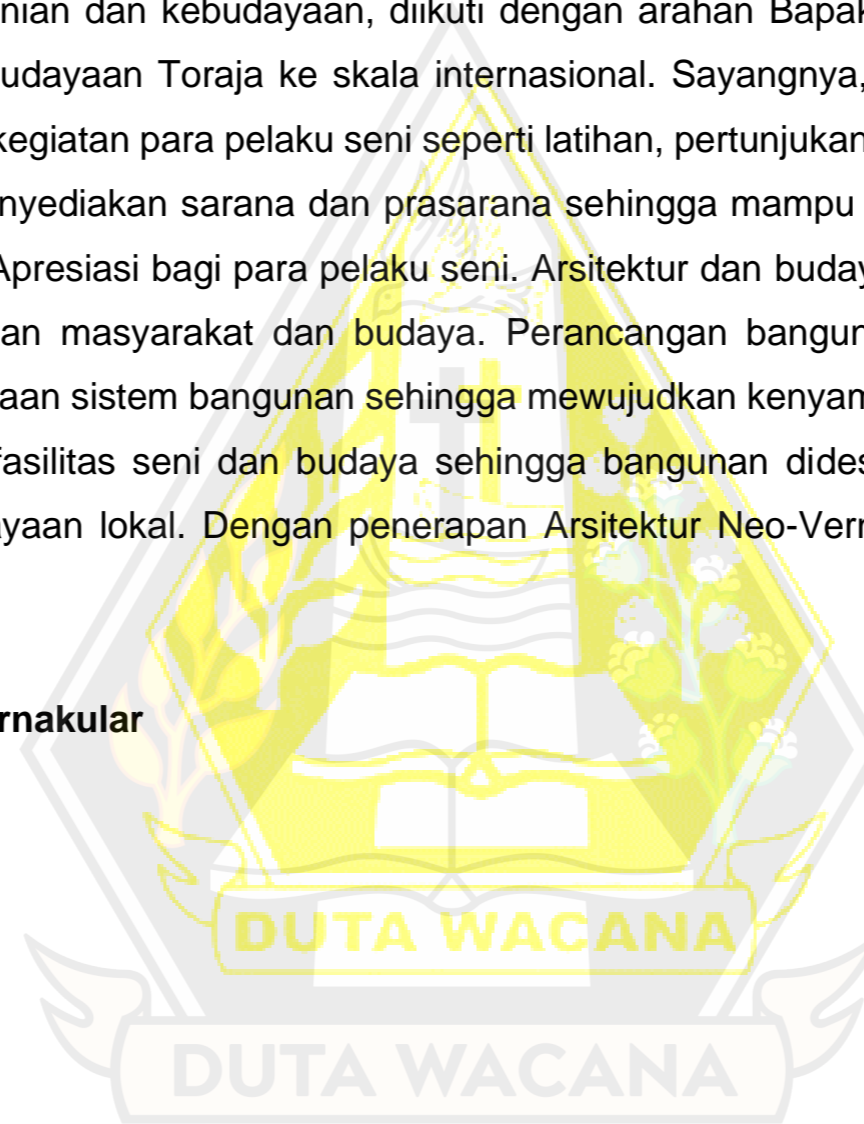 nian dan kebudayaan, diikuti dengan arahan Bapak
udayaan Toraja ke skala internasional. Sayangnya,
kegiatan para pelaku seni seperti latihan, pertunjukan
nyediakan sarana dan prasarana sehingga mampu
Apresiasi bagi para pelaku seni. Arsitektur dan buday
an masyarakat dan budaya. Perancangan bangun
aan sistem bangunan sehingga mewujudkan kenyam
fasilitas seni dan budaya sehingga bangunan dides
ayaan lokal. Dengan penerapan Arsitektur Neo-Verr
rnakular
DUTA WACANA
DUTA WACANA